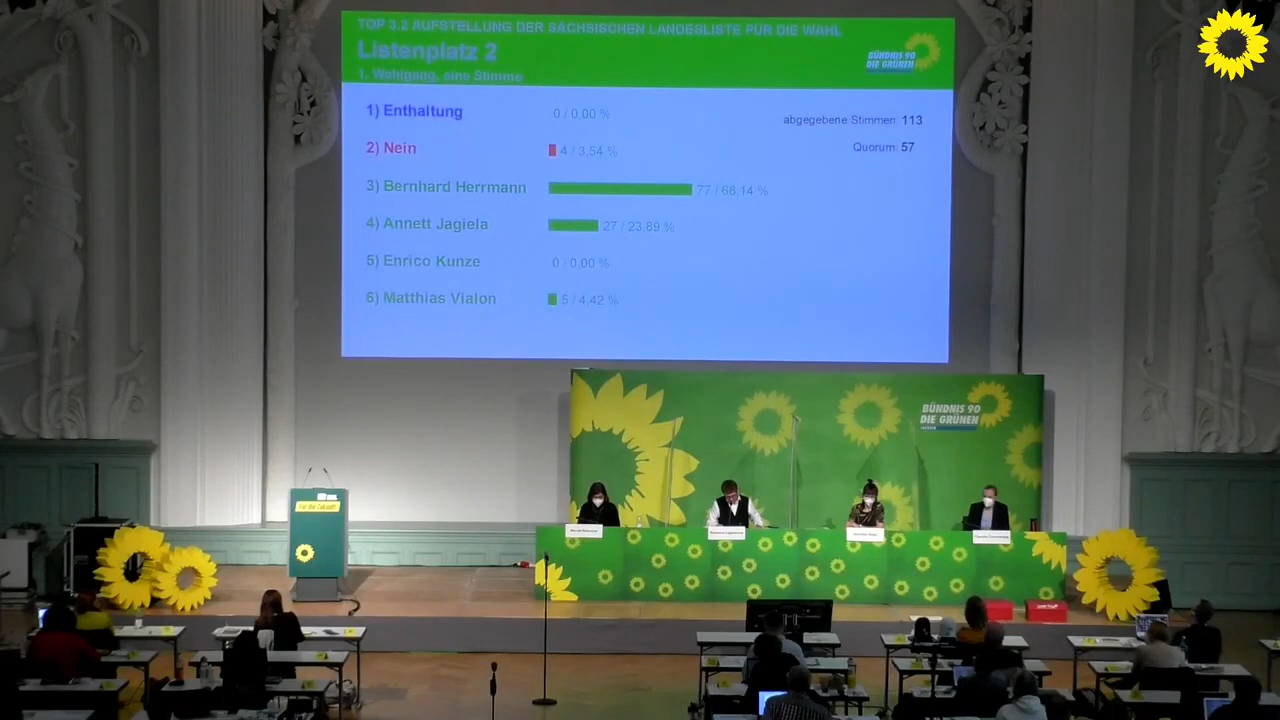 TOP 3.2 AUFSTELLUNG DER SÄCHSISCHEN LANDESLISTE FÜR DIE WAHL
Listenplatz 2
1. Wahlgang, eine Stimme
BÜNDNIS 90
DIE GRÜNEN
1) Enthaltung 0 / 0,00 %
abgegebene Stimmen: 113
2) Nein 4 / 3,54 %
Quorum: 57
3) Bernhard Herrmann 77 / 68,14 %
4) Annett Jagiela 27 / 23,89 %
5) Enrico Kunze 0 / 0,00 %
6) Matthias Vialon 5 / 4,42 %
BÜNDNIS 90
DIE GRÜNEN
Für die Zukunft!